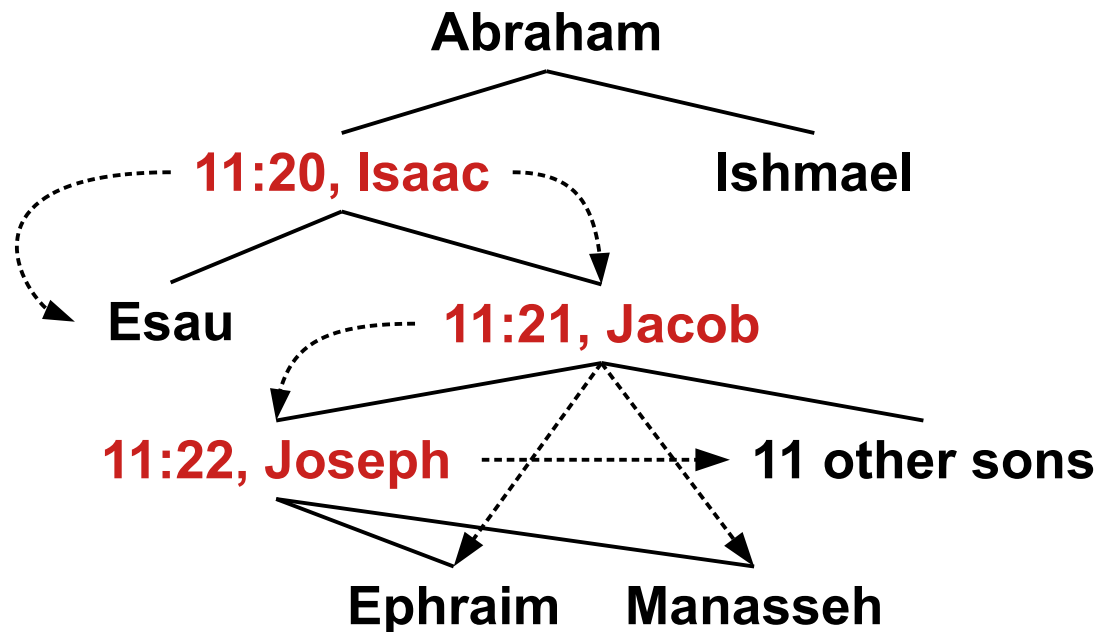 Abraham
11:20, Isaac
Ishmael
Esau
11:21, Jacob
11:22, Joseph
11 other sons
Ephraim
Manasseh